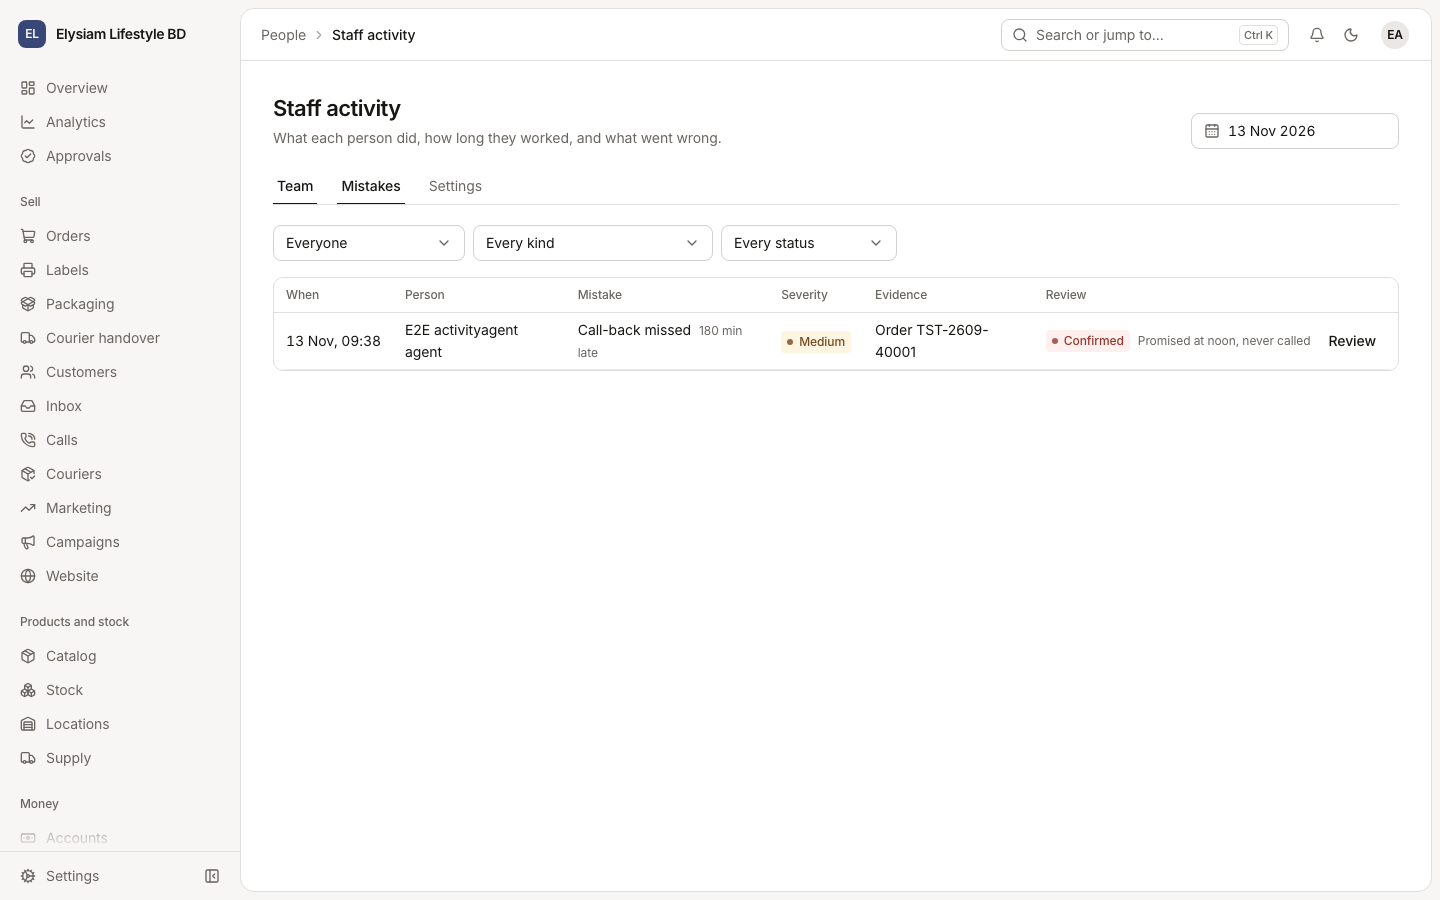 EL Elysiam Lifestyle BD
People > Staff activity
Search or jump to...
Ctrl K
EA
Overview
Analytics
Approvals
Sell
Orders
Labels
Packaging
Courier handover
Customers
Inbox
Calls
Couriers
Marketing
Campaigns
Website
Products and stock
Catalog
Stock
Locations
Supply
Money
Accounts
Settings
Staff activity
What each person did, how long they worked, and what went wrong.
13 Nov 2026
Team Mistakes Settings
Everyone Every kind Every status
When Person Mistake Severity Evidence Review
13 Nov, 09:38
E2E activityagent
agent
Call-back missed 180 min
late
Medium
Order TST-2609-
40001
Confirmed Promised at noon, never called Review